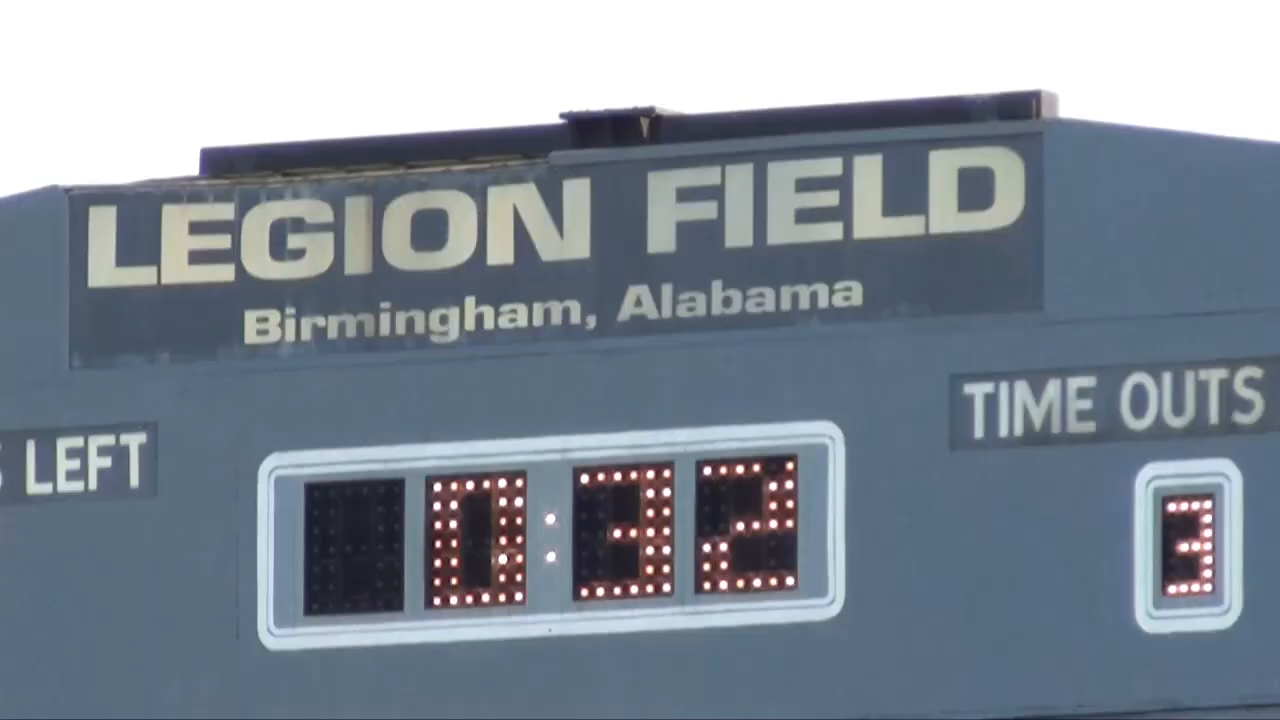 LEGION FIELD
Birmingham, Alabama
TIME OUTS
S LEFT
0:32
3